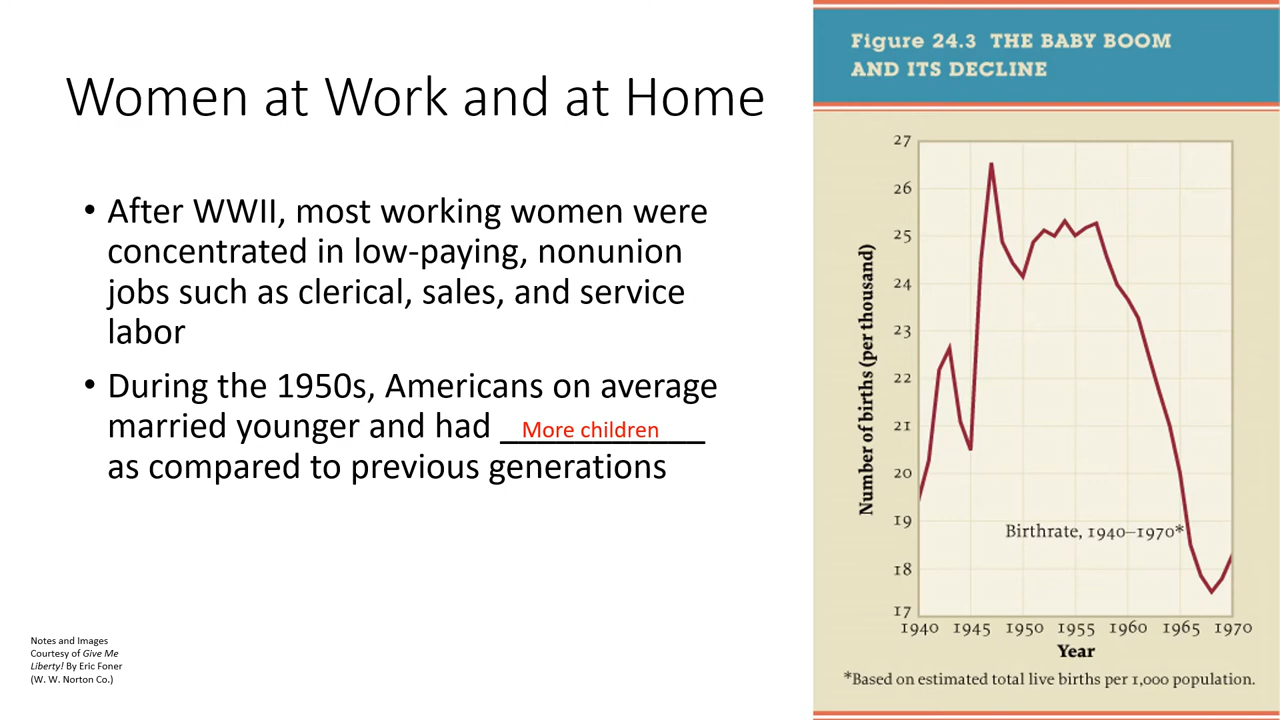 Women at Work and at Home
• After WWII, most working women were
concentrated in low-paying, nonunion
jobs such as clerical, sales, and service
labor
• During the 1950s, Americans on average
married younger and had More children
as compared to previous generations
Notes and Images
Courtesy of Give Me
Liberty! By Eric Foner
(W. W. Norton Co.)
Figure 24.3 THE BABY BOOM
AND ITS DECLINE
Number of births (per thousand)
27
26
25
24
23
22
21
20
19
18
17
Birthrate, 1940–1970*
1940 1945 1950 1955 1960 1965 1970
Year
*Based on estimated total live births per 1,000 population.